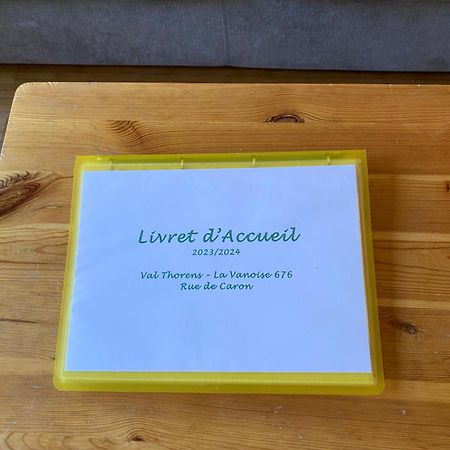 Livret d'Accueil
2023/2024
Val Thorens - La Vanoise 676
Rue de Caron